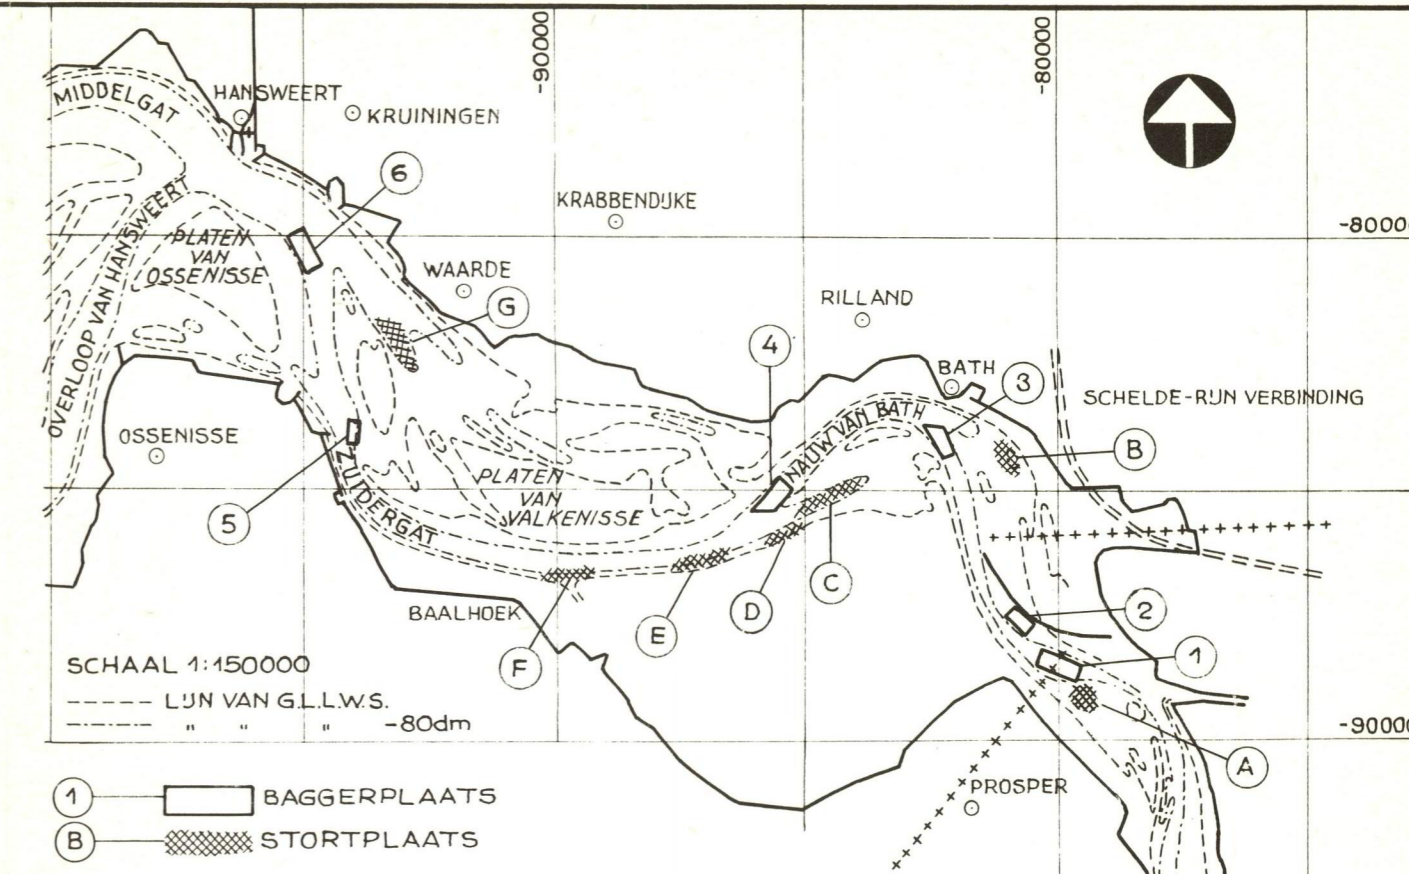 -90000
-80000
MIDDELGAT
HANSWEERT
KRUININGEN
6
KRABBENDIJKE
-80000
OVERLOOP VAN HANSWEERT
PLATEN
VAN
OSSENISSE
WAARDE
G
RILLAND
4
BATH
3
SCHELDE-RIJN VERBINDING
NAUW VAN BATH
OSSENISSE
B
PLATEN
VAN
VALKENISSE
5
ZUIDERGAT
C
D
E
F
BAALHOEK
2
1
SCHAAL 1:150000
LIJN VAN G.L.L.W.S.
" " " -80dm
-90000
A
PROSPER
1 BAGGERPLAATS
B STORTPLAATS